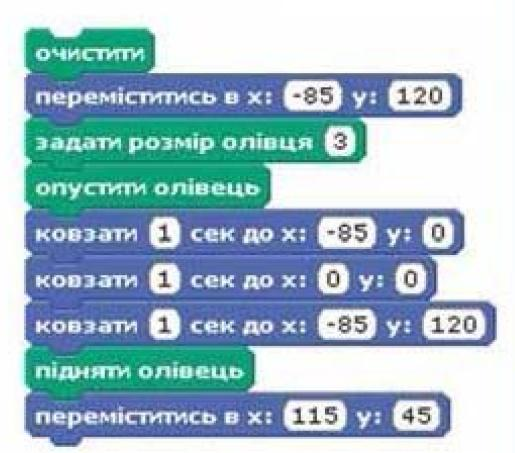 очистити
переміститись в x: -85 y: 120
задати розмір олівця 3
опустити олівець
ковзати 1 сек до x: -85 y: 0
ковзати 1 сек до x: 0 y: 0
ковзати 1 сек до x: -85 y: 120
підняти олівець
переміститись в x: 115 y: 45